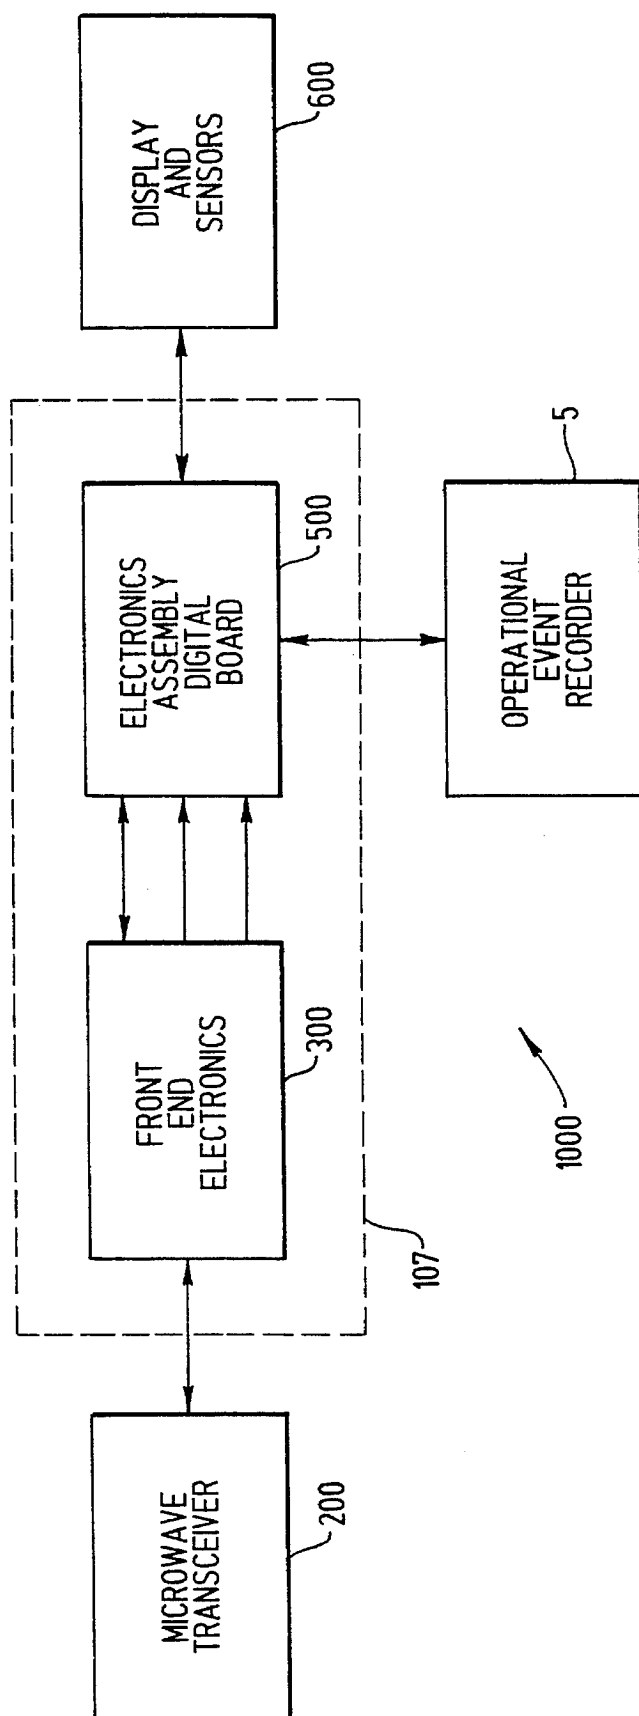 MICROWAVE
TRANSCEIVER
200
FRONT
END
ELECTRONICS
300
ELECTRONICS
ASSEMBLY
DIGITAL
BOARD
500
DISPLAY
AND
SENSORS
600
107
OPERATIONAL
EVENT
RECORDER
5
1000